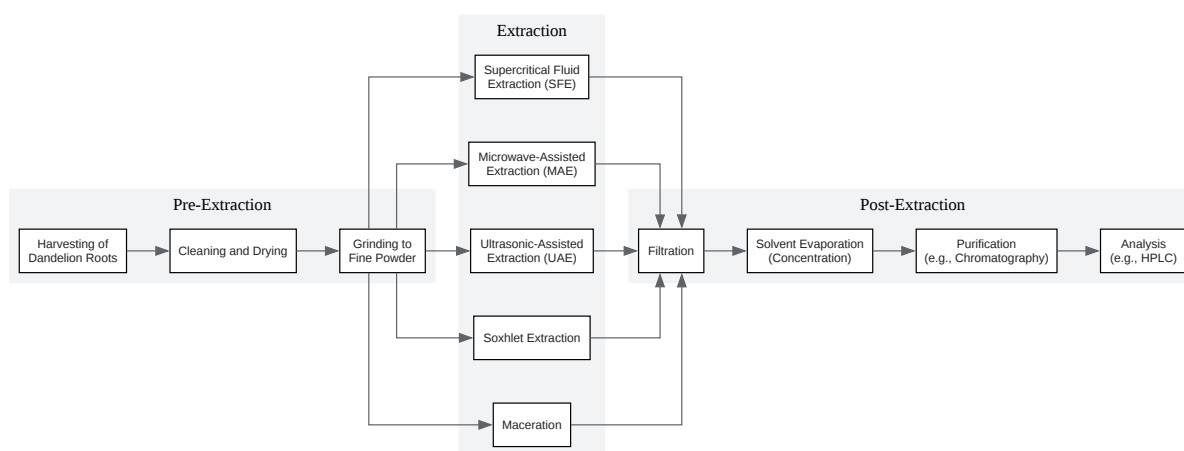 Extraction
Supercritical Fluid
Extraction (SFE)
Microwave-Assisted
Extraction (MAE)
Pre-Extraction
Post-Extraction
Harvesting of
Dandelion Roots
Cleaning and Drying
Grinding to
Fine Powder
Ultrasonic-Assisted
Extraction (UAE)
Filtration
Solvent Evaporation
(Concentration)
Purification
(e.g., Chromatography)
Analysis
(e.g., HPLC)
Soxhlet Extraction
Maceration